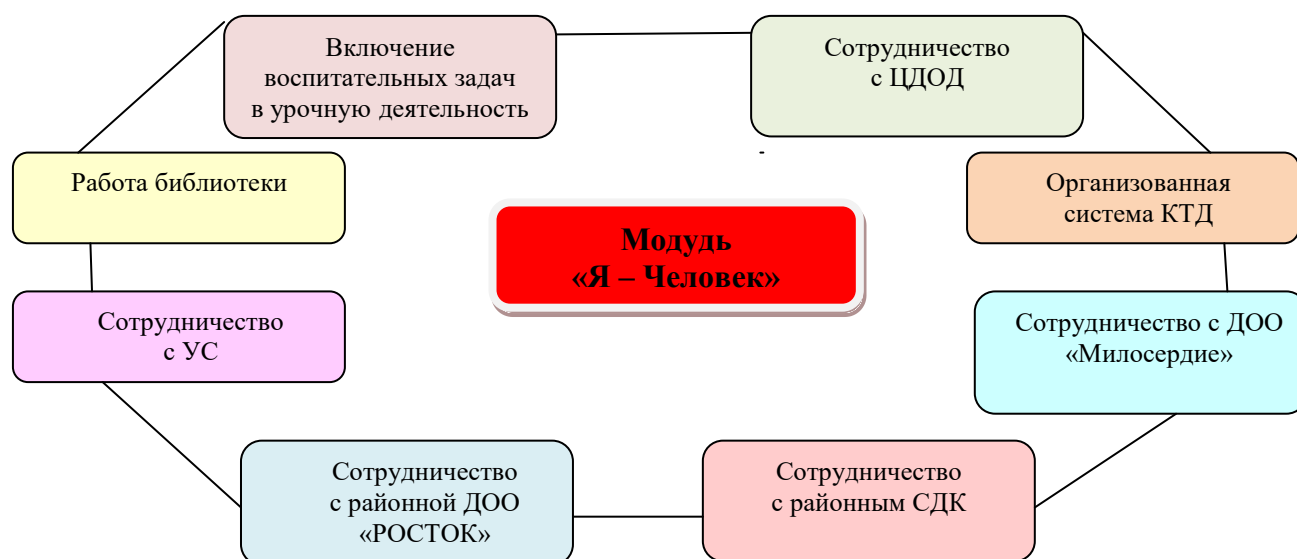 Включение
воспитательных задач
в урочную деятельность
Сотрудничество
с ЦДОД
Работа библиотеки
Организованная
система КТД
Модудь
«Я – Человек»
Сотрудничество
с УС
Сотрудничество с ДОО
«Милосердие»
Сотрудничество
с районной ДОО
«РОСТОК»
Сотрудничество
с районным СДК